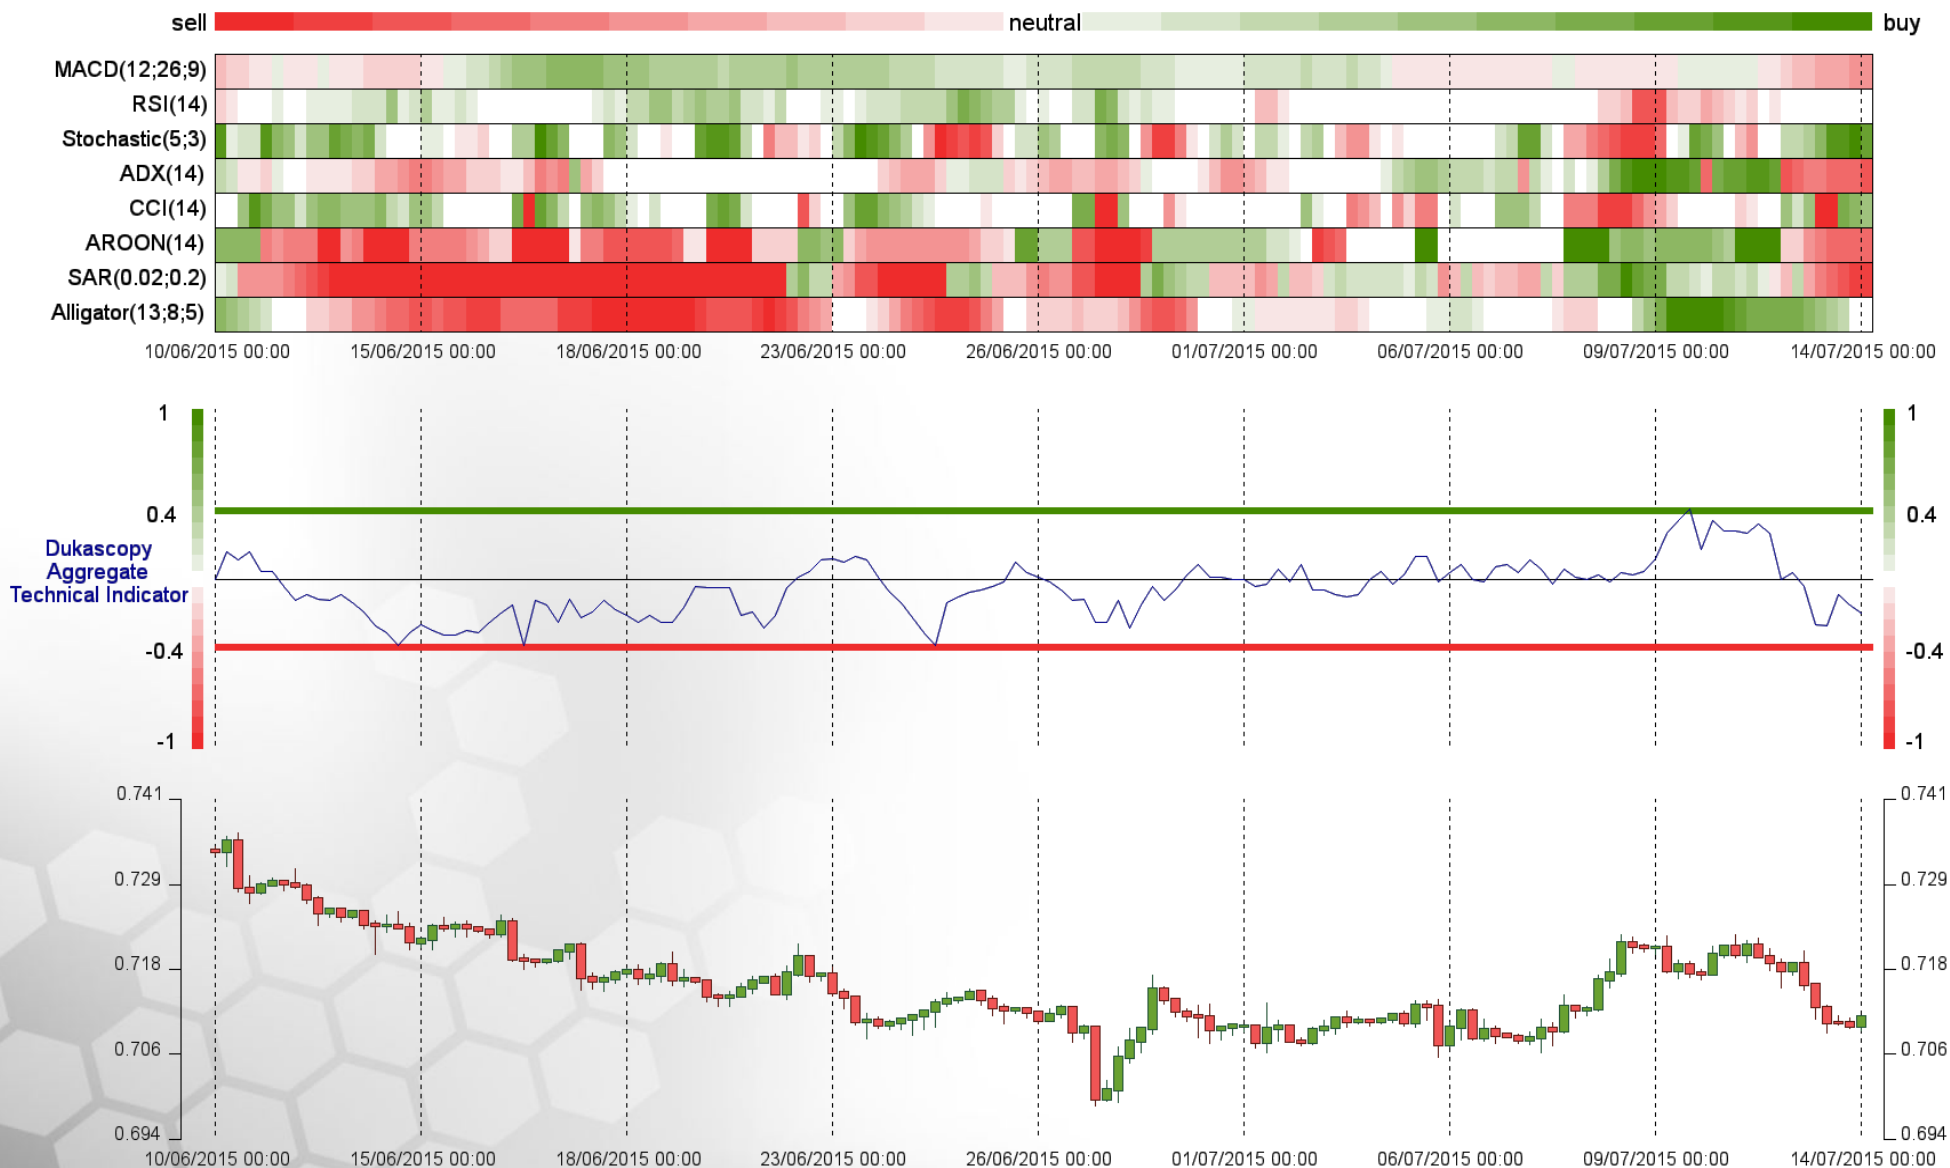 sell neutral buy
MACD(12;26;9)
RSI(14)
Stochastic(5;3)
ADX(14)
CCI(14)
AROON(14)
SAR(0.02;0.2)
Alligator(13;8;5)
10/06/2015 00:00 15/06/2015 00:00 18/06/2015 00:00 23/06/2015 00:00 26/06/2015 00:00 01/07/2015 00:00 06/07/2015 00:00 09/07/2015 00:00 14/07/2015 00:00
1 1
0.4 0.4
Dukascopy
Aggregate
Technical Indicator
-0.4 -0.4
-1 -1
0.741 0.741
0.729 0.729
0.718 0.718
0.706 0.706
0.694 0.694
10/06/2015 00:00 15/06/2015 00:00 18/06/2015 00:00 23/06/2015 00:00 26/06/2015 00:00 01/07/2015 00:00 06/07/2015 00:00 09/07/2015 00:00 14/07/2015 00:00